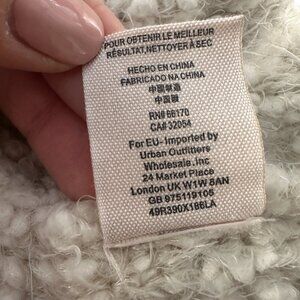 POUR OBTENIR LE MEILLEUR
RÉSULTAT,NETTOYER À SEC
HECHO EN CHINA
FABRICADO NA CHINA
中國製造
中国製
RN# 66170
CA# 32054
For EU- Imported by
Urban Outfitters
Wholesale.Inc
24 Market Place
London UK W1W 8AN
GB 975119105
49R390X186LA